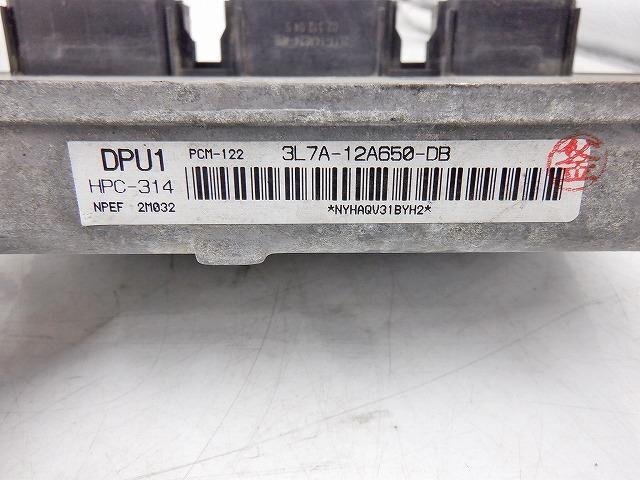 DPU1 PCM-122 3L7A-12A650-DB
HPC-314
NPEF 2M032 *NYHAQV31BYH2*